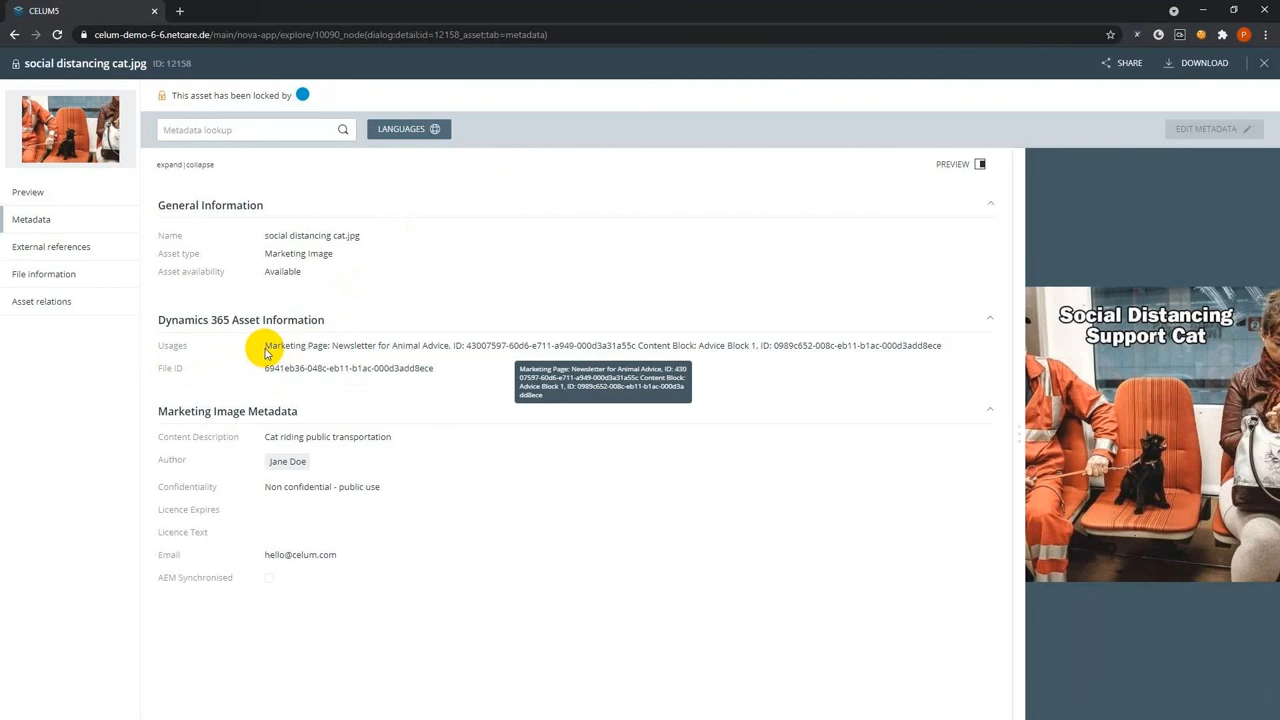 CELUM5
celum-demo-6-6.netcare.de/main/nova-app/explore/10090_node(dialog:detail:id=12158_asset;tab=metadata)
P
social distancing cat.jpg ID: 12158
SHARE
DOWNLOAD
This asset has been locked by
Metadata lookup
LANGUAGES
EDIT METADATA
expand|collapse
PREVIEW
Preview
Metadata
External references
File information
Asset relations
General Information
Name social distancing cat.jpg
Asset type Marketing Image
Asset availability Available
Dynamics 365 Asset Information
Usages Marketing Page: Newsletter for Animal Advice, ID: 43007597-60d6-e711-a949-000d3a31a55c Content Block: Advice Block 1, ID: 0989c652-008c-eb11-b1ac-000d3add8ece
File ID 6941eb36-048c-eb11-b1ac-000d3add8ece
Marketing Page: Newsletter for Animal Advice, ID: 430
07597-60d6-e711-a949-000d3a31a55c Content Block:
Advice Block 1, ID: 0989c652-008c-eb11-b1ac-000d3a
dd8ece
Marketing Image Metadata
Content Description Cat riding public transportation
Author Jane Doe
Confidentiality Non confidential - public use
Licence Expires
Licence Text
Email hello@celum.com
AEM Synchronised
Social Distancing
Support Cat